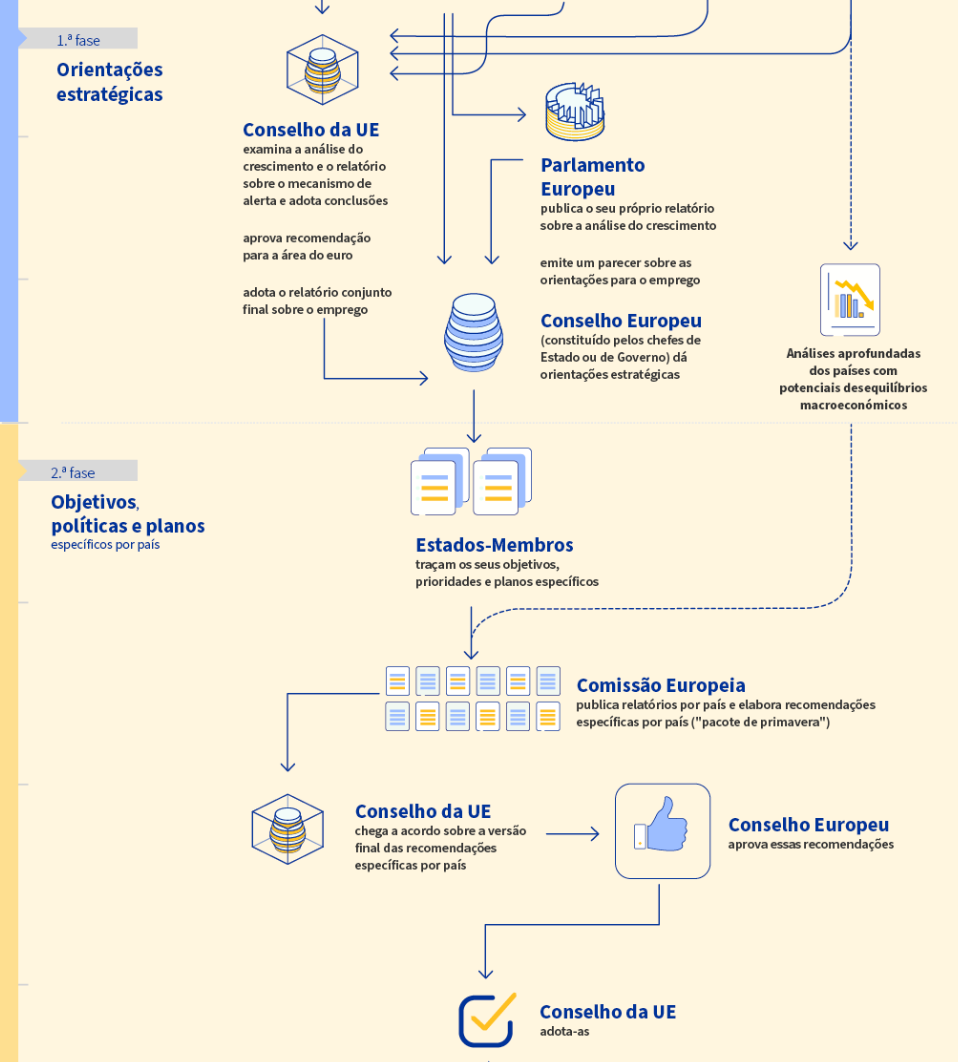 1.ª fase
Orientações
estratégicas
Conselho da UE
examina a análise do
crescimento e o relatório
sobre o mecanismo de
alerta e adota conclusões
aprova recomendação
para a área do euro
adota o relatório conjunto
final sobre o emprego
Parlamento
Europeu
publica o seu próprio relatório
sobre a análise do crescimento
emite um parecer sobre as
orientações para o emprego
Conselho Europeu
(constituído pelos chefes de
Estado ou de Governo) dá
orientações estratégicas
Análises aprofundadas
dos países com
potenciais desequilíbrios
macroeconómicos
2.ª fase
Objetivos,
políticas e planos
específicos por país
Estados-Membros
traçam os seus objetivos,
prioridades e planos específicos
Comissão Europeia
publica relatórios por país e elabora recomendações
específicas por país ("pacote de primavera")
Conselho da UE
chega a acordo sobre a versão
final das recomendações
específicas por país
Conselho Europeu
aprova essas recomendações
Conselho da UE
adota-as